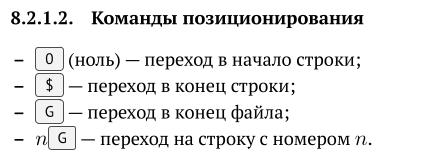 8.2.1.2. Команды позиционирования
– 0 (ноль) — переход в начало строки;
– $ — переход в конец строки;
– G — переход в конец файла;
– n G — переход на строку с номером n.